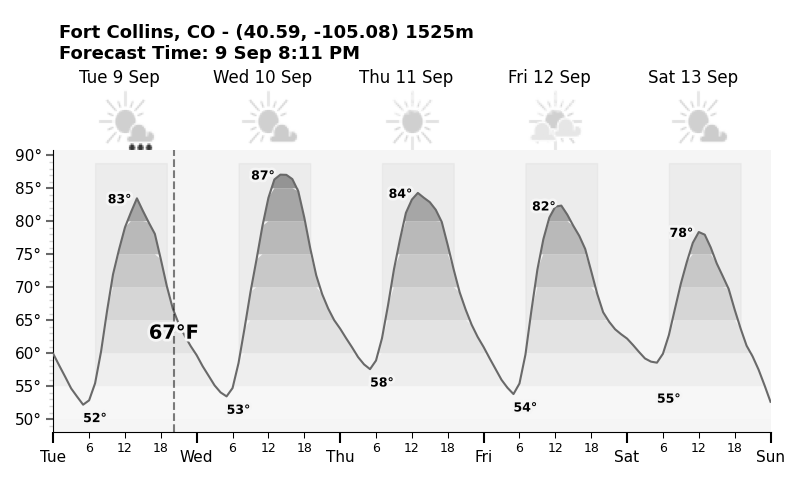 Fort Collins, CO - (40.59, -105.08) 1525m
Forecast Time: 9 Sep 8:11 PM
Tue 9 Sep Wed 10 Sep Thu 11 Sep Fri 12 Sep Sat 13 Sep
90°
85°
80°
75°
70°
65°
60°
55°
50°
83° 87° 84° 82° 78°
67°F
52° 53° 58° 54° 55°
6 12 18 6 12 18 6 12 18 6 12 18 6 12 18
Tue Wed Thu Fri Sat Sun